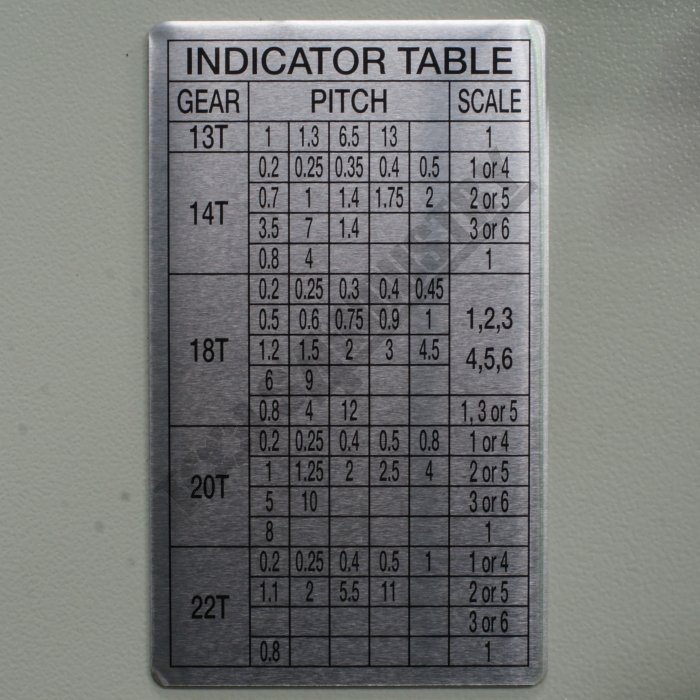 INDICATOR TABLE
GEAR PITCH SCALE
13T 1 1.3 6.5 13 1
0.2 0.25 0.35 0.4 0.5 1 or 4
14T 0.7 1 1.4 1.75 2 2 or 5
3.5 7 1.4 3 or 6
0.8 4 1
0.2 0.25 0.3 0.4 0.45
0.5 0.6 0.75 0.9 1 1,2,3
18T 1.2 1.5 2 3 4.5 4,5,6
6 9
0.8 4 12 1, 3 or 5
0.2 0.25 0.4 0.5 0.8 1 or 4
20T 1 1.25 2 2.5 4 2 or 5
5 10 3 or 6
8 1
0.2 0.25 0.4 0.5 1 1 or 4
22T 1.1 2 5.5 11 2 or 5
3 or 6
0.8 1